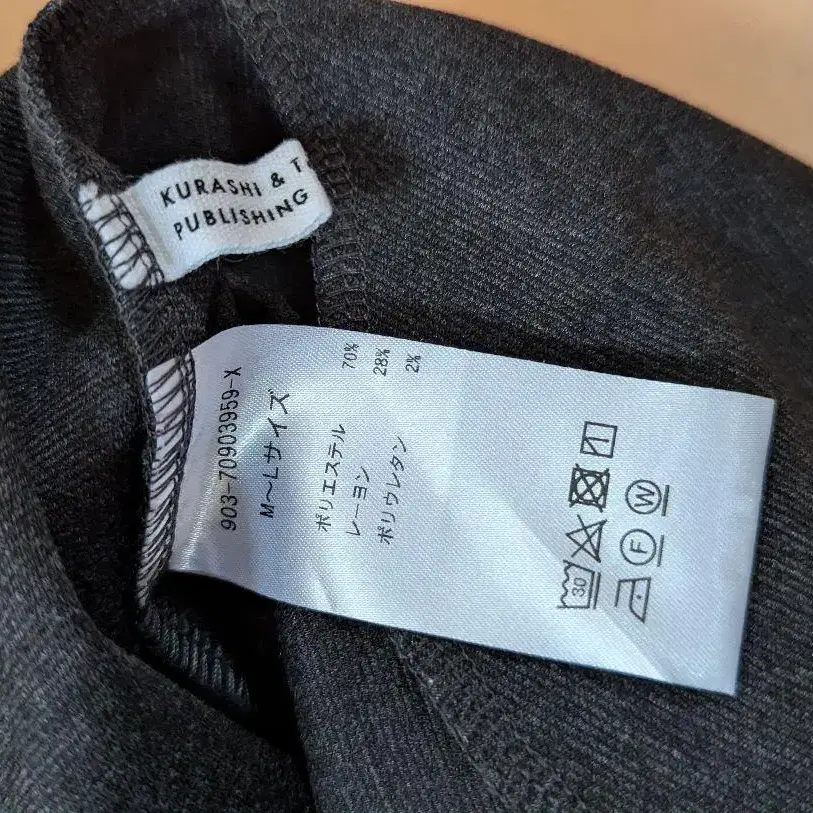 KURASHI & T
PUBLISHING
903-70903959-X
M~Lサイズ
ポリエステル 70%
レーヨン 28%
ポリウレタン 2%
30
F
W